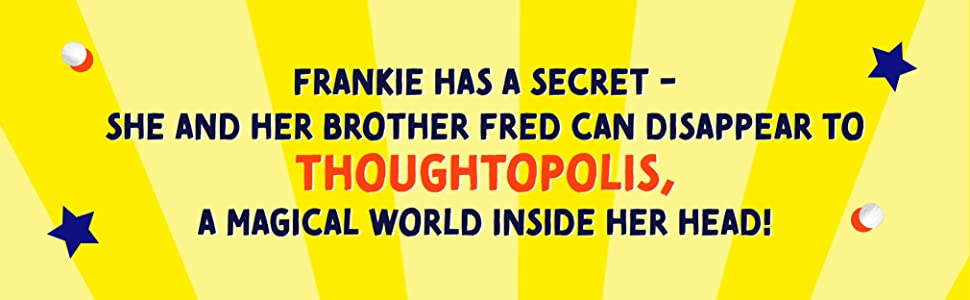 FRANKIE HAS A SECRET –
SHE AND HER BROTHER FRED CAN DISAPPEAR TO
THOUGHTOPOLIS,
A MAGICAL WORLD INSIDE HER HEAD!